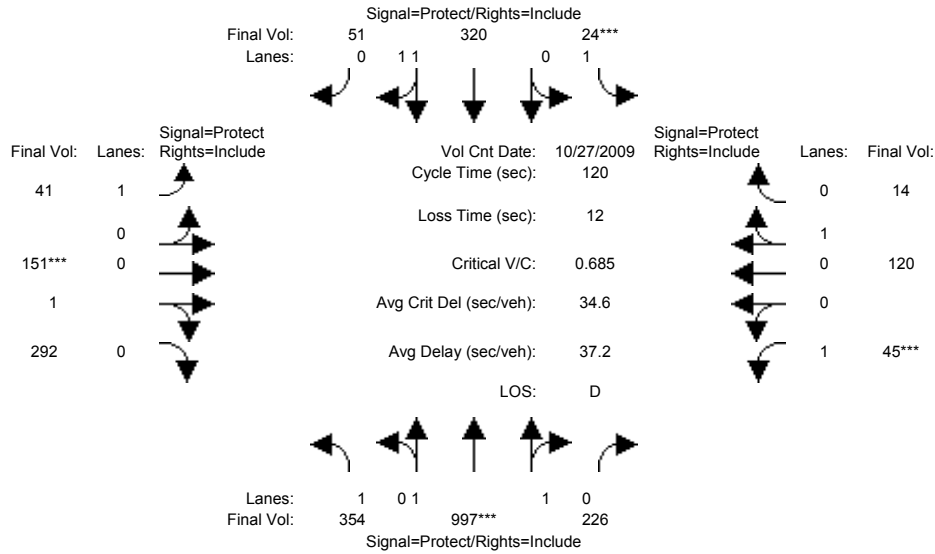 Signal=Protect/Rights=Include
Final Vol: 51 320 24***
Lanes: 0 1 1 0 1
Signal=Protect
Final Vol: Lanes: Rights=Include
Vol Cnt Date: 10/27/2009
Signal=Protect
Rights=Include Lanes: Final Vol:
Cycle Time (sec): 120
41 1
0 14
Loss Time (sec): 12
0
1
151*** 0
Critical V/C: 0.685
0 120
1
Avg Crit Del (sec/veh): 34.6
0
292 0
Avg Delay (sec/veh): 37.2
1 45***
LOS: D
Lanes: 1 0 1 1 0
Final Vol: 354 997*** 226
Signal=Protect/Rights=Include